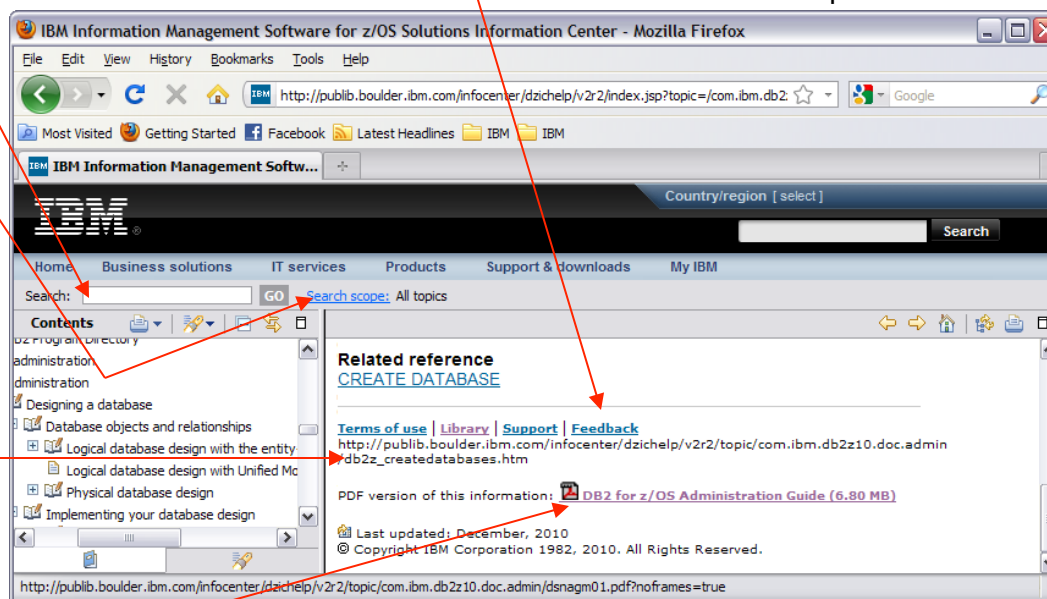 IBM Information Management Software for z/OS Solutions Information Center - Mozilla Firefox
File Edit View History Bookmarks Tools Help
IBM http://publib.boulder.ibm.com/infocenter/dzichelp/v2r2/index.jsp?topic=/com.ibm.db2: Google
Most Visited Getting Started Facebook Latest Headlines IBM IBM
IBM IBM Information Management Softw...
Country/region [ select ]
IBM ®
Search
Home Business solutions IT services Products Support & downloads My IBM
Search: GO Search scope: All topics
Contents
DB2 Program Directory
administration
dministration
Designing a database
Database objects and relationships
Logical database design with the entity-
Logical database design with Unified Mo
Physical database design
Implementing your database design
Related reference
CREATE DATABASE
Terms of use | Library | Support | Feedback
http://publib.boulder.ibm.com/infocenter/dzichelp/v2r2/topic/com.ibm.db2z10.doc.admin
/db2z_createdatabases.htm
PDF version of this information: DB2 for z/OS Administration Guide (6.80 MB)
Last updated: December, 2010
© Copyright IBM Corporation 1982, 2010. All Rights Reserved.
http://publib.boulder.ibm.com/infocenter/dzichelp/v2r2/topic/com.ibm.db2z10.doc.admin/dsnagm01.pdf?noframes=true